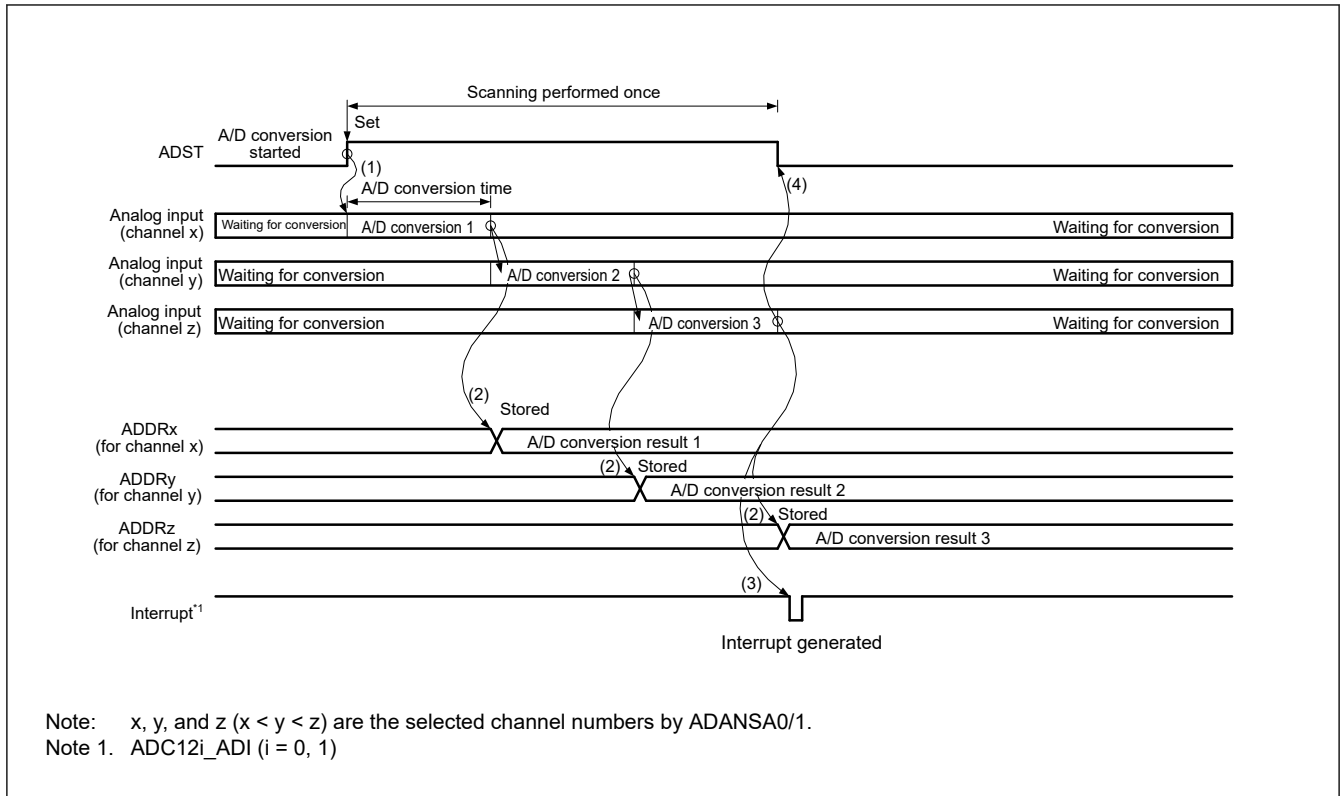 Scanning performed once
Set
A/D conversion
started
ADST
(1)
(4)
A/D conversion time
Analog input
(channel x)
Waiting for conversion
A/D conversion 1
Waiting for conversion
Analog input
(channel y)
Waiting for conversion
A/D conversion 2
Waiting for conversion
Analog input
(channel z)
Waiting for conversion
A/D conversion 3
Waiting for conversion
(2)
Stored
ADDRx
(for channel x)
A/D conversion result 1
(2)
Stored
ADDRy
(for channel y)
A/D conversion result 2
(2)
Stored
ADDRz
(for channel z)
A/D conversion result 3
(3)
Interrupt*1
Interrupt generated
Note: x, y, and z (x < y < z) are the selected channel numbers by ADANSA0/1.
Note 1. ADC12i_ADI (i = 0, 1)